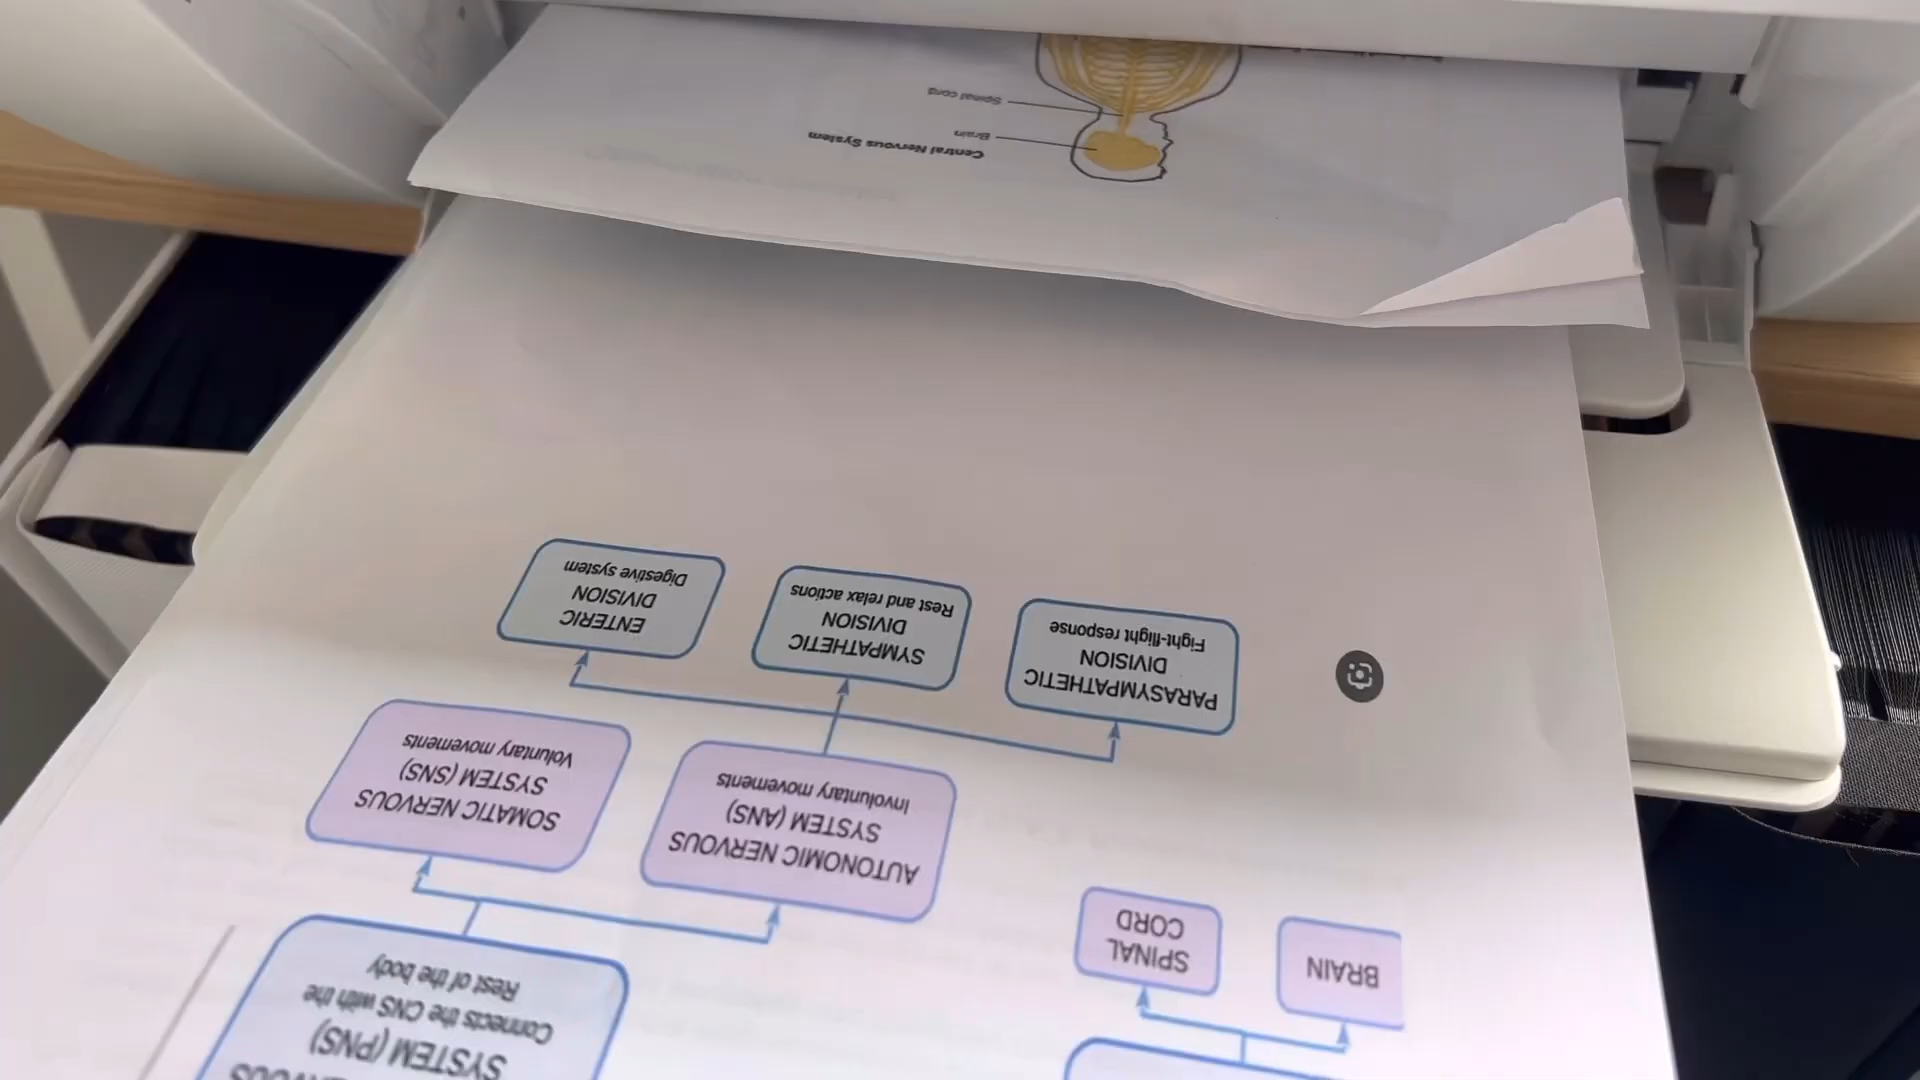 Central Nervous System
Brain
Spinal cord
BRAIN
SPINAL
CORD
SYSTEM (PNS)
Connects the CNS with the
Rest of the body
AUTONOMIC NERVOUS
SYSTEM (ANS)
Involuntary movements
SOMATIC NERVOUS
SYSTEM (SNS)
Voluntary movements
PARASYMPATHETIC
DIVISION
Fight-flight response
SYMPATHETIC
DIVISION
Rest and relax actions
ENTERIC
DIVISION
Digestive system